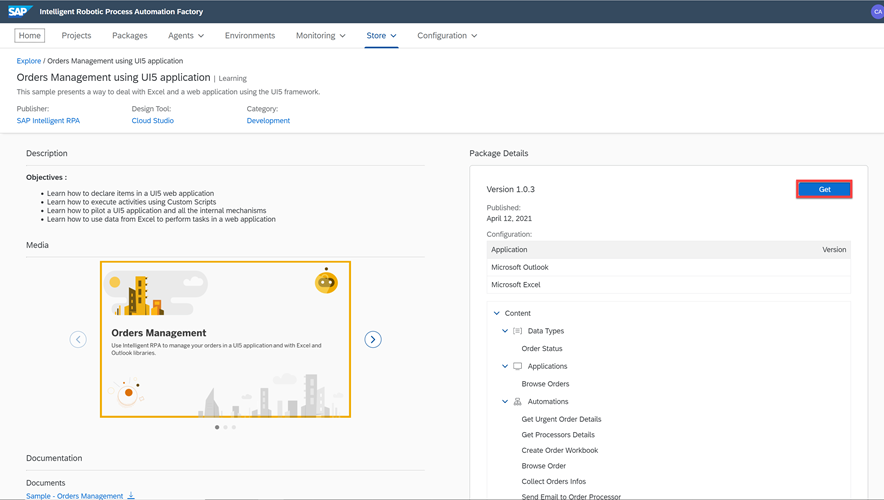 SAP Intelligent Robotic Process Automation Factory CA
Home Projects Packages Agents Environments Monitoring Store Configuration
Explore / Orders Management using UI5 application
Orders Management using UI5 application | Learning
This sample presents a way to deal with Excel and a web application using the UI5 framework.
Publisher: Design Tool: Category:
SAP Intelligent RPA Cloud Studio Development
Description
Objectives :
• Learn how to declare items in a UI5 web application
• Learn how to execute activities using Custom Scripts
• Learn how to pilot a UI5 application and all the internal mechanisms
• Learn how to use data from Excel to perform tasks in a web application
Media
Orders Management
Use Intelligent RPA to manage your orders in a UI5 application and with Excel and
Outlook libraries.
Documentation
Documents
Sample - Orders Management
Package Details
Version 1.0.3 Get
Published:
April 12, 2021
Configuration:
Application Version
Microsoft Outlook
Microsoft Excel
Content
Data Types
Order Status
Applications
Browse Orders
Automations
Get Urgent Order Details
Get Processors Details
Create Order Workbook
Browse Order
Collect Orders Infos
Send Email to Order Processor